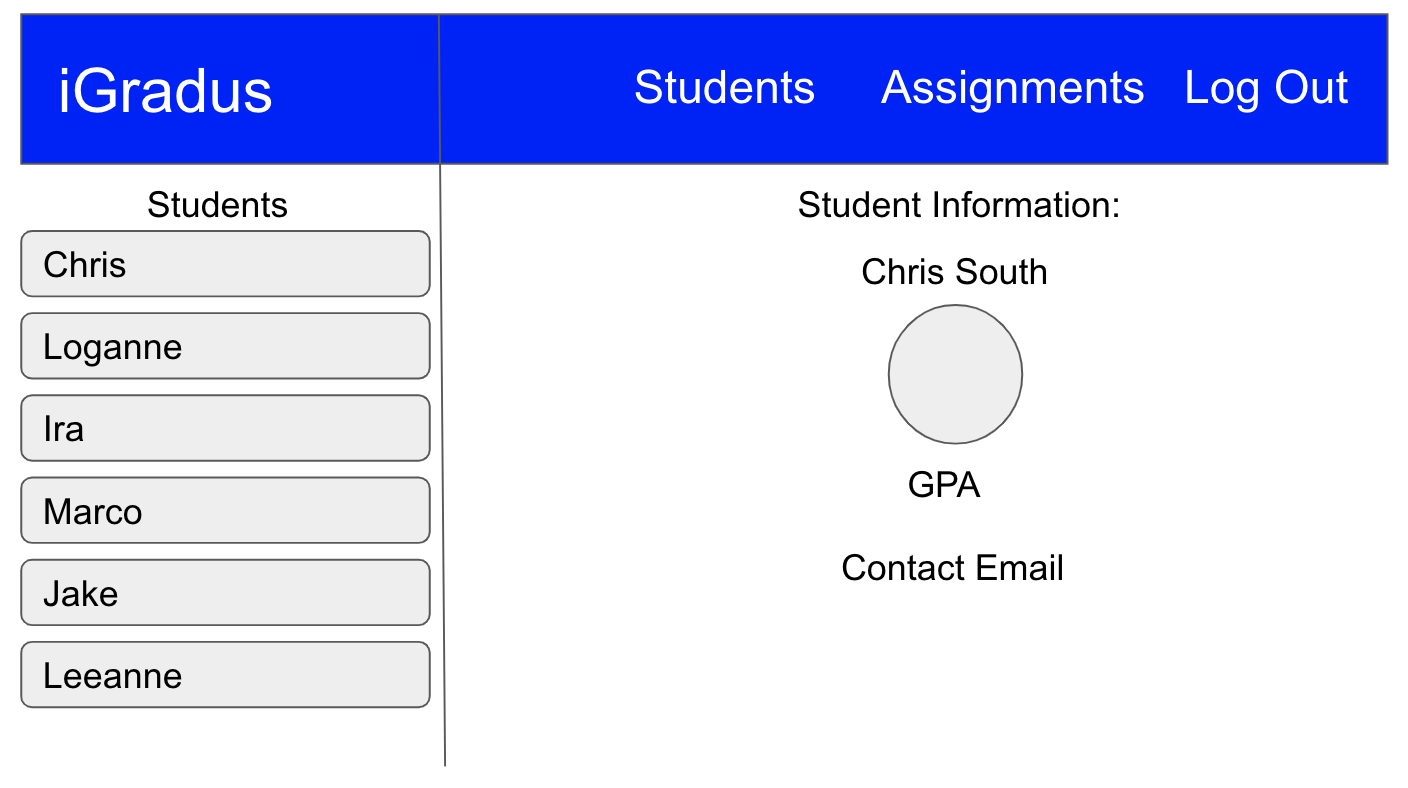 iGradus
Students
Assignments
Log Out
Students
Chris
Loganne
Ira
Marco
Jake
Leeanne
Student Information:
Chris South
GPA
Contact Email